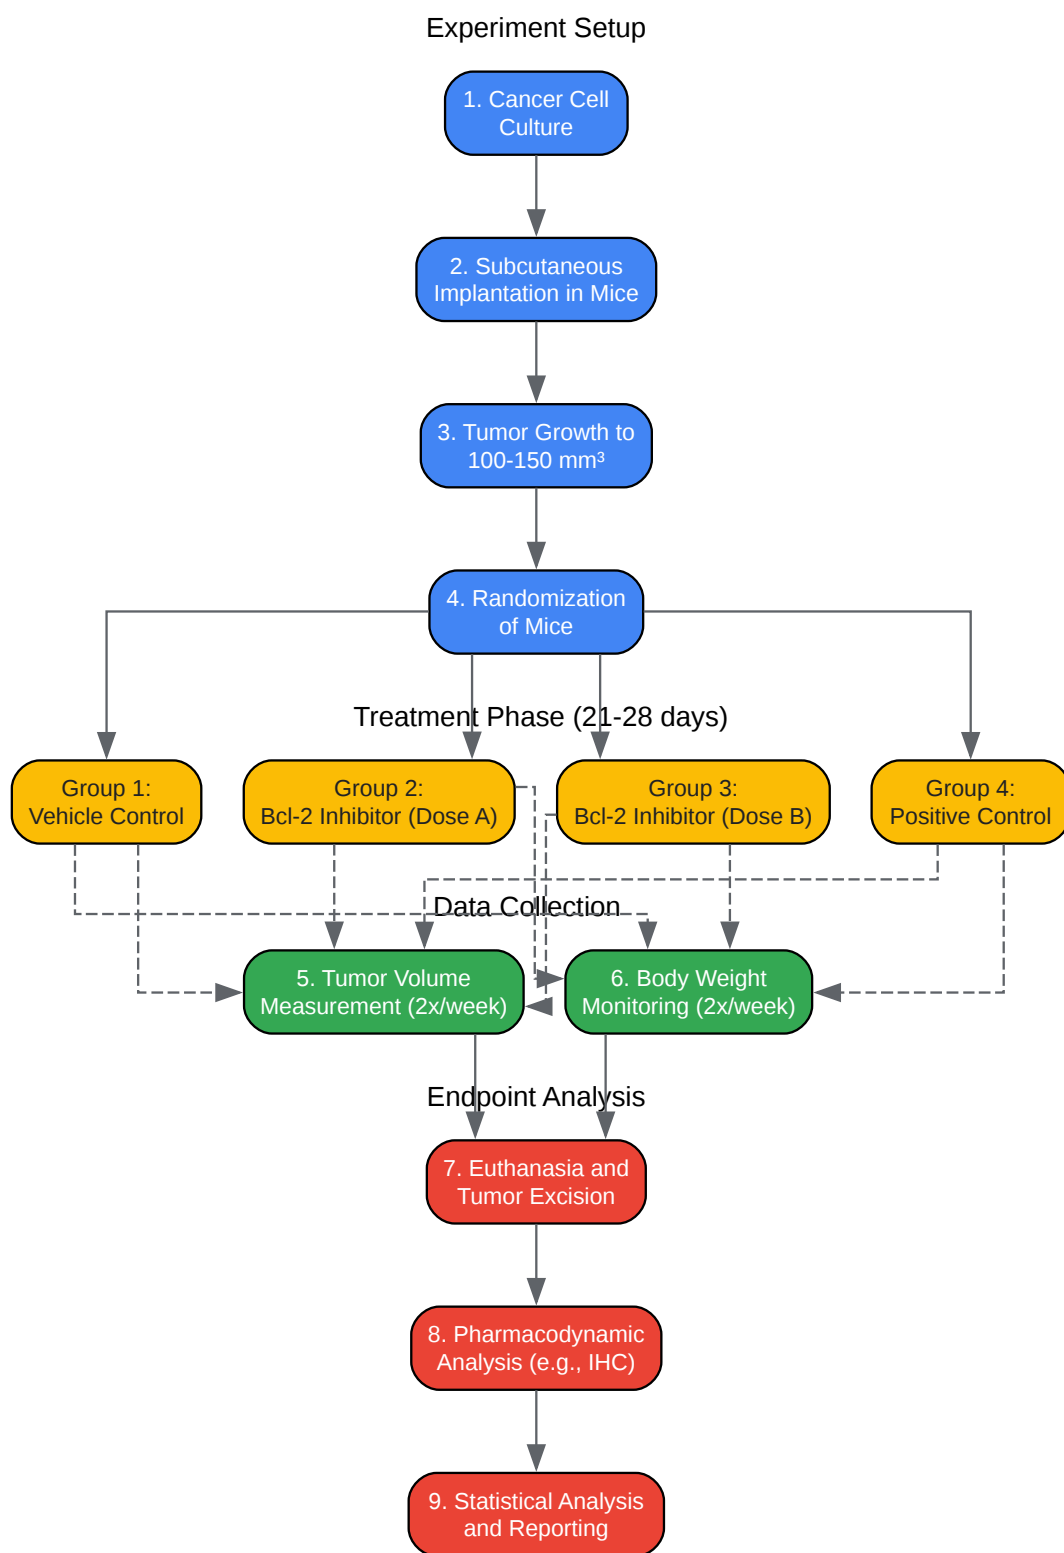 Experiment Setup
1. Cancer Cell
Culture
2. Subcutaneous
Implantation in Mice
3. Tumor Growth to
100-150 mm³
4. Randomization
of Mice
Treatment Phase (21-28 days)
Group 1:
Vehicle Control
Group 2:
Bcl-2 Inhibitor (Dose A)
Group 3:
Bcl-2 Inhibitor (Dose B)
Group 4:
Positive Control
Data Collection
5. Tumor Volume
Measurement (2x/week)
6. Body Weight
Monitoring (2x/week)
Endpoint Analysis
7. Euthanasia and
Tumor Excision
8. Pharmacodynamic
Analysis (e.g., IHC)
9. Statistical Analysis
and Reporting